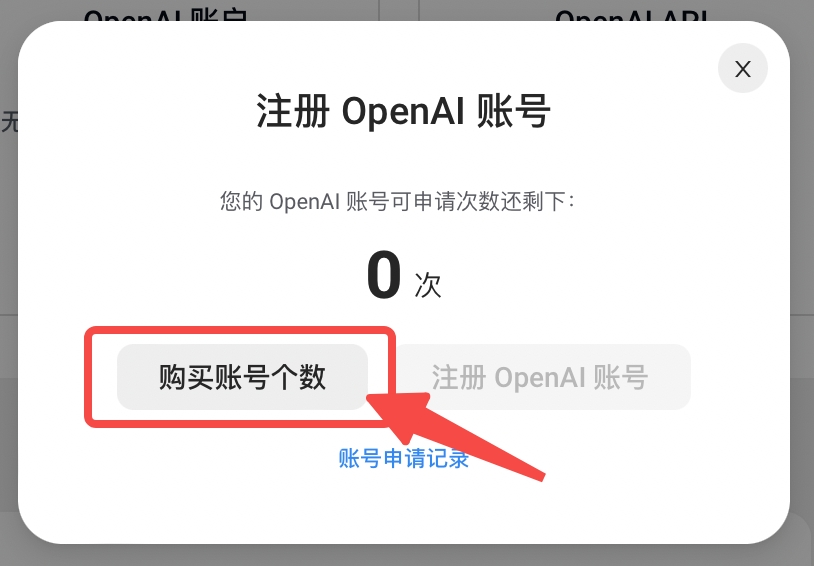 OpenAI 账户
OpenAI API
无
X
注册 OpenAI 账号
您的 OpenAI 账号可申请次数还剩下：
0 次
购买账号个数
注册 OpenAI 账号
账号申请记录